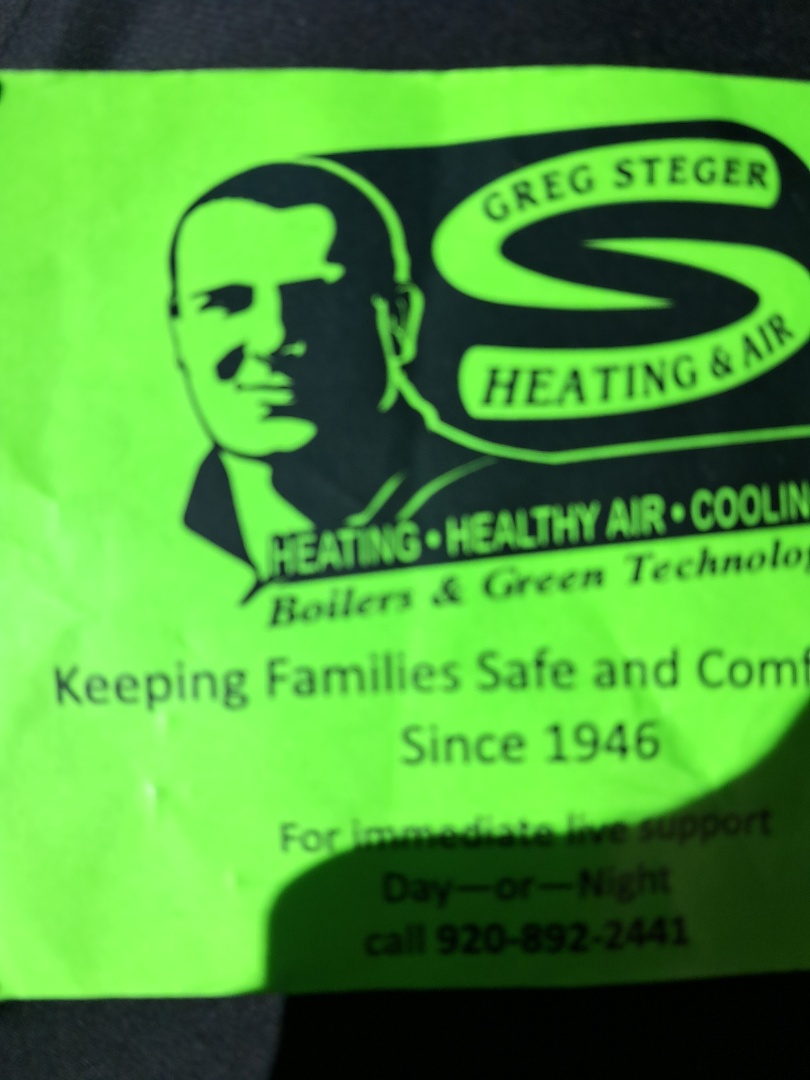 GREG STEGER
HEATING & AIR
HEATING • HEALTHY AIR • COOLIN
Boilers & Green Technolo
Keeping Families Safe and Comf
Since 1946
For immediate live support
Day—or—Night
call 920-892-2441